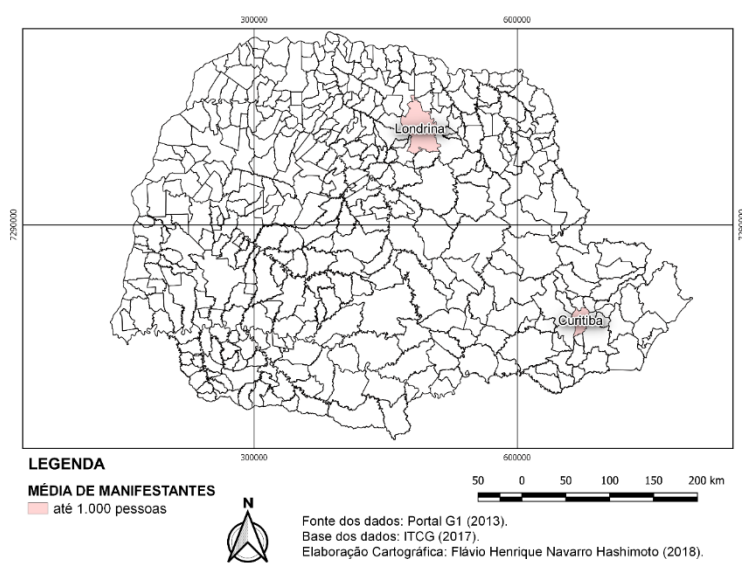 300000 600000
Londrina
7290000 7290000
Curitiba
300000 600000
LEGENDA
MÉDIA DE MANIFESTANTES
até 1.000 pessoas
50 0 50 100 150 200 km
N
Fonte dos dados: Portal G1 (2013).
Base dos dados: ITCG (2017).
Elaboração Cartográfica: Flávio Henrique Navarro Hashimoto (2018).